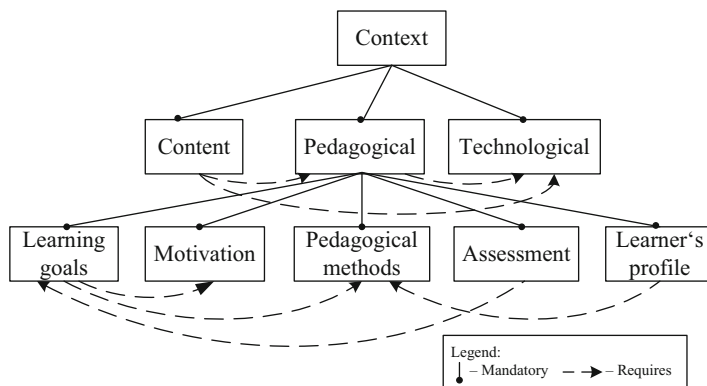 Context
Content
Pedagogical
Technological
Learning
goals
Motivation
Pedagogical
methods
Assessment
Learner‘s
profile
Legend:
– Mandatory
– Requires